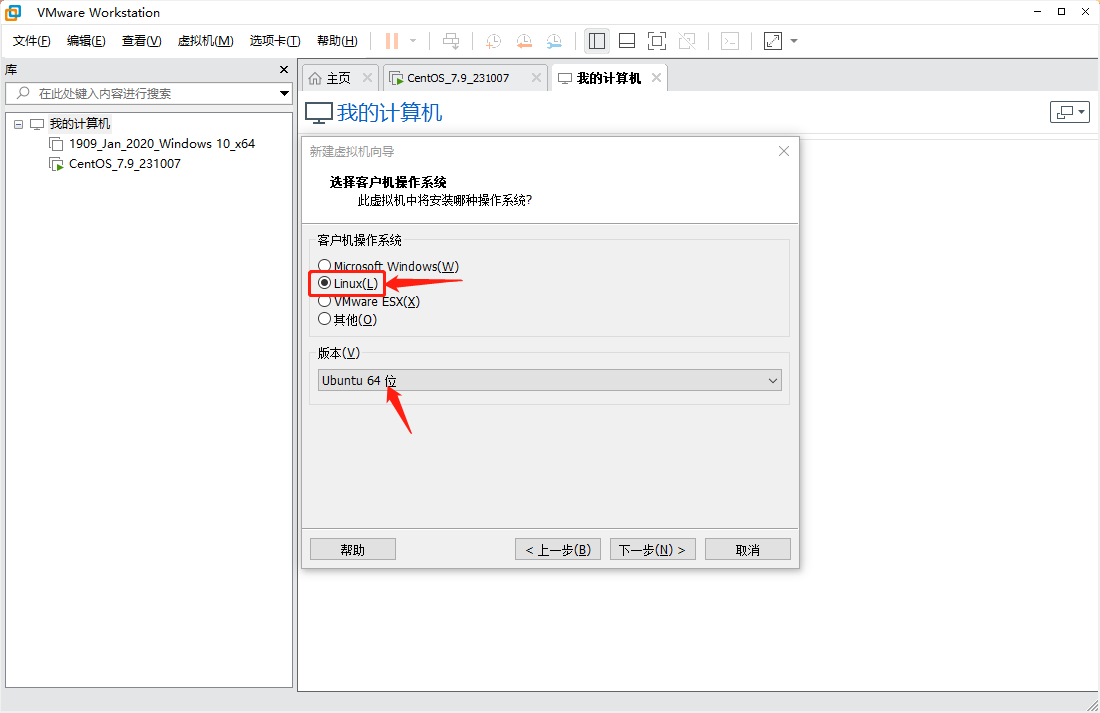 VMware Workstation
文件(F) 编辑(E) 查看(V) 虚拟机(M) 选项卡(T) 帮助(H)
库
在此处键入内容进行搜索
我的计算机
1909_Jan_2020_Windows 10_x64
CentOS_7.9_231007
主页 CentOS_7.9_231007 我的计算机
我的计算机
新建虚拟机向导
选择客户机操作系统
此虚拟机中将安装哪种操作系统?
客户机操作系统
Microsoft Windows(W)
Linux(L)
VMware ESX(X)
其他(O)
版本(V)
Ubuntu 64 位
帮助 < 上一步(B) 下一步(N) > 取消